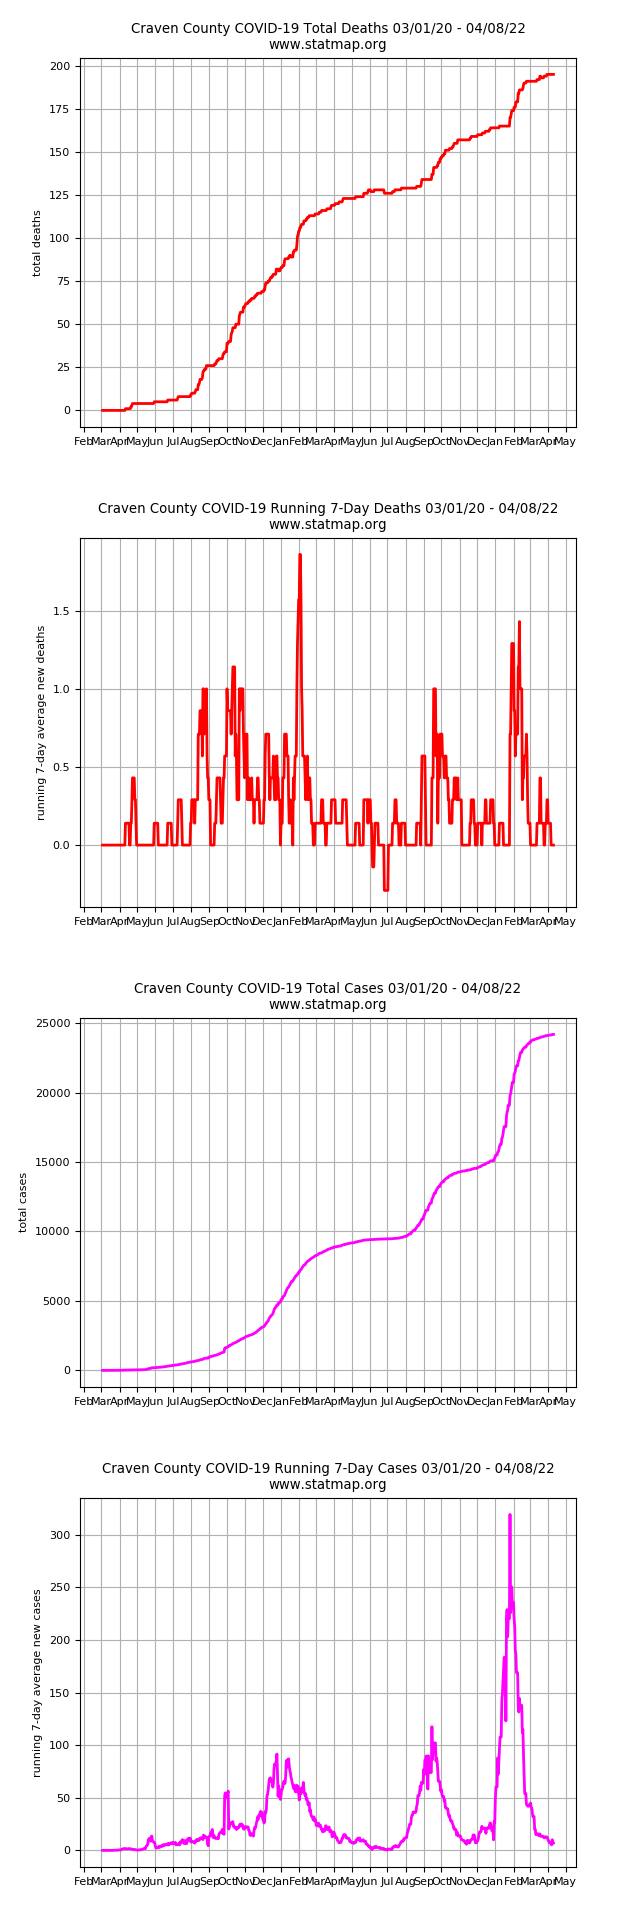 Craven County COVID-19 Total Deaths 03/01/20 - 04/08/22
www.statmap.org
200
175
150
125
100
75
50
25
0
total deaths
Feb Mar Apr May Jun Jul Aug Sep Oct Nov Dec Jan Feb Mar Apr May Jun Jul Aug Sep Oct Nov Dec Jan Feb Mar Apr May
Craven County COVID-19 Running 7-Day Deaths 03/01/20 - 04/08/22
www.statmap.org
1.5
1.0
0.5
0.0
running 7-day average new deaths
Feb Mar Apr May Jun Jul Aug Sep Oct Nov Dec Jan Feb Mar Apr May Jun Jul Aug Sep Oct Nov Dec Jan Feb Mar Apr May
Craven County COVID-19 Total Cases 03/01/20 - 04/08/22
www.statmap.org
25000
20000
15000
10000
5000
0
total cases
Feb Mar Apr May Jun Jul Aug Sep Oct Nov Dec Jan Feb Mar Apr May Jun Jul Aug Sep Oct Nov Dec Jan Feb Mar Apr May
Craven County COVID-19 Running 7-Day Cases 03/01/20 - 04/08/22
www.statmap.org
300
250
200
150
100
50
0
running 7-day average new cases
Feb Mar Apr May Jun Jul Aug Sep Oct Nov Dec Jan Feb Mar Apr May Jun Jul Aug Sep Oct Nov Dec Jan Feb Mar Apr May